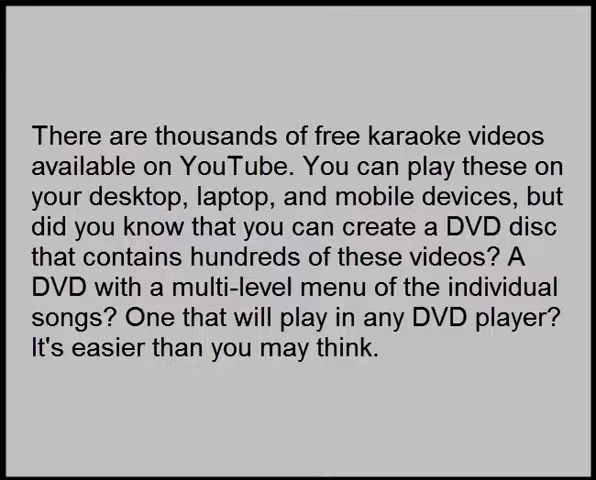 There are thousands of free karaoke videos
available on YouTube. You can play these on
your desktop, laptop, and mobile devices, but
did you know that you can create a DVD disc
that contains hundreds of these videos? A
DVD with a multi-level menu of the individual
songs? One that will play in any DVD player?
It's easier than you may think.